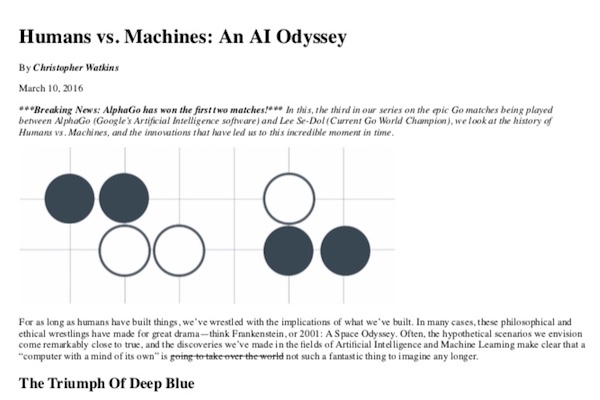 Humans vs. Machines: An AI Odyssey
By Christopher Watkins
March 10, 2016
***Breaking News: AlphaGo has won the first two matches!*** In this, the third in our series on the epic Go matches being played
between AlphaGo (Google's Artificial Intelligence software) and Lee Se-Dol (Current Go World Champion), we look at the history of
Humans vs. Machines, and the innovations that have led us to this incredible moment in time.
For as long as humans have built things, we've wrestled with the implications of what we've built. In many cases, these philosophical and
ethical wrestlings have made for great drama—think Frankenstein, or 2001: A Space Odyssey. Often, the hypothetical scenarios we envision
come remarkably close to true, and the discoveries we've made in the fields of Artificial Intelligence and Machine Learning make clear that a
“computer with a mind of its own” is going to take over the world not such a fantastic thing to imagine any longer.
The Triumph Of Deep Blue